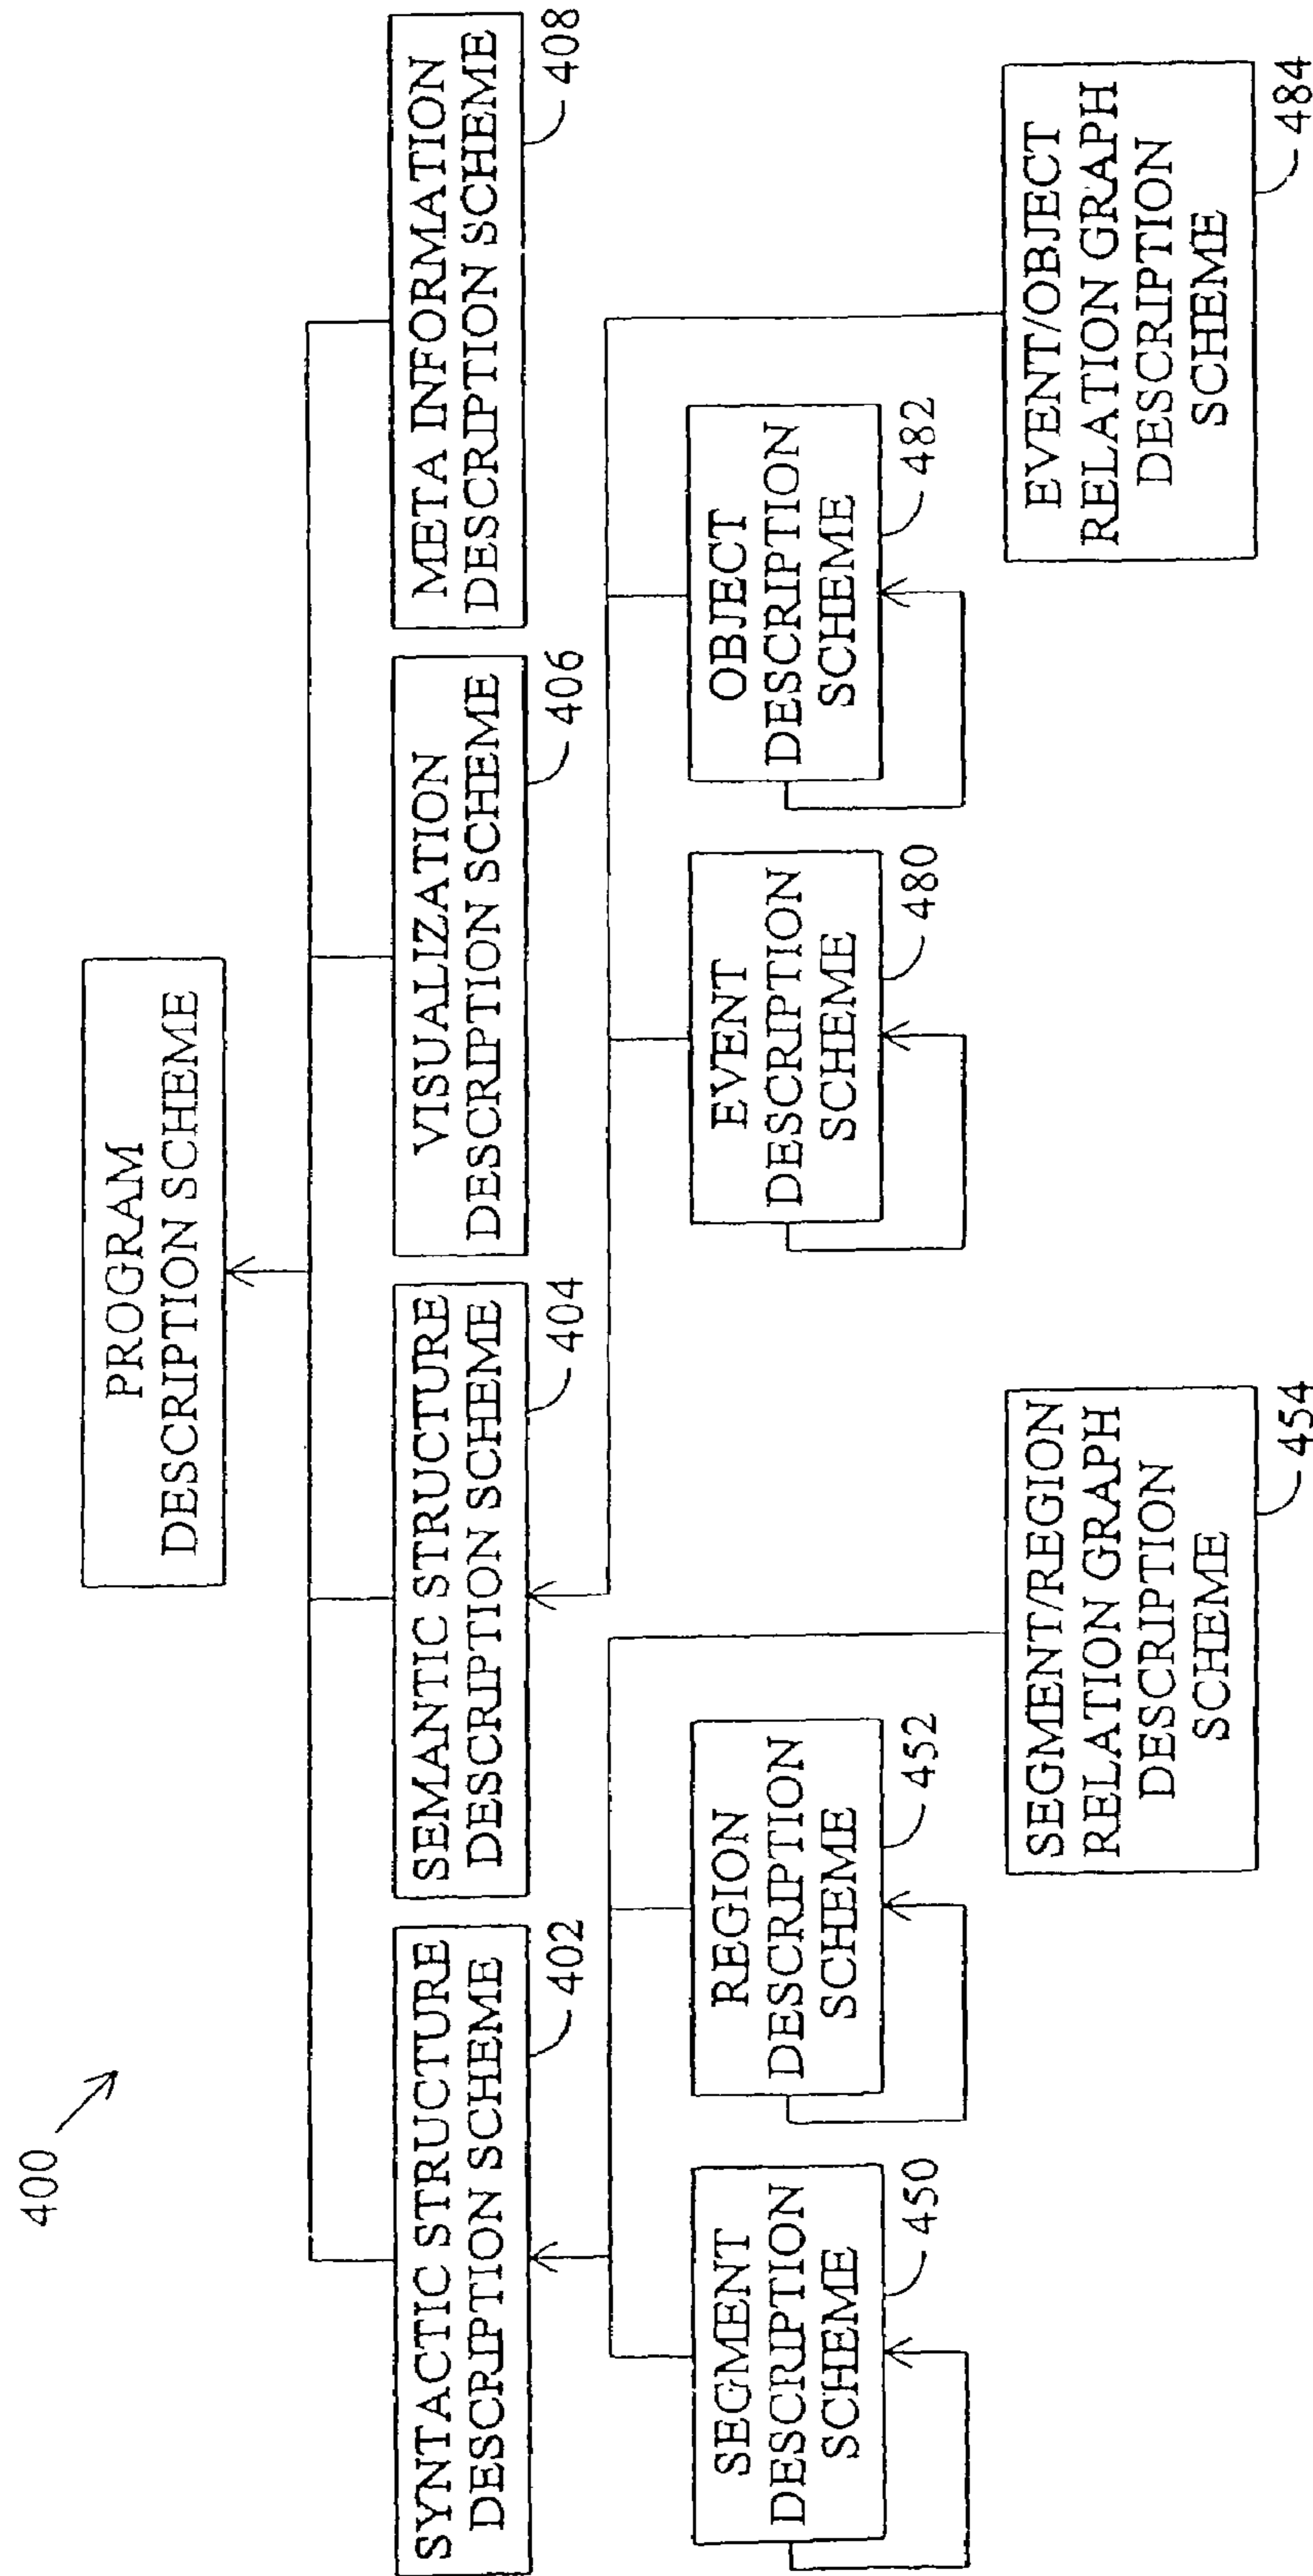 400
PROGRAM
DESCRIPTION SCHEME
SYNTACTIC STRUCTURE
DESCRIPTION SCHEME
402
SEMANTIC STRUCTURE
DESCRIPTION SCHEME
404
VISUALIZATION
DESCRIPTION SCHEME
406
META INFORMATION
DESCRIPTION SCHEME
408
SEGMENT
DESCRIPTION
SCHEME
450
REGION
DESCRIPTION
SCHEME
452
EVENT
DESCRIPTION
SCHEME
480
OBJECT
DESCRIPTION
SCHEME
482
SEGMENT/REGION
RELATION GRAPH
DESCRIPTION
SCHEME
454
EVENT/OBJECT
RELATION GRAPH
DESCRIPTION
SCHEME
484